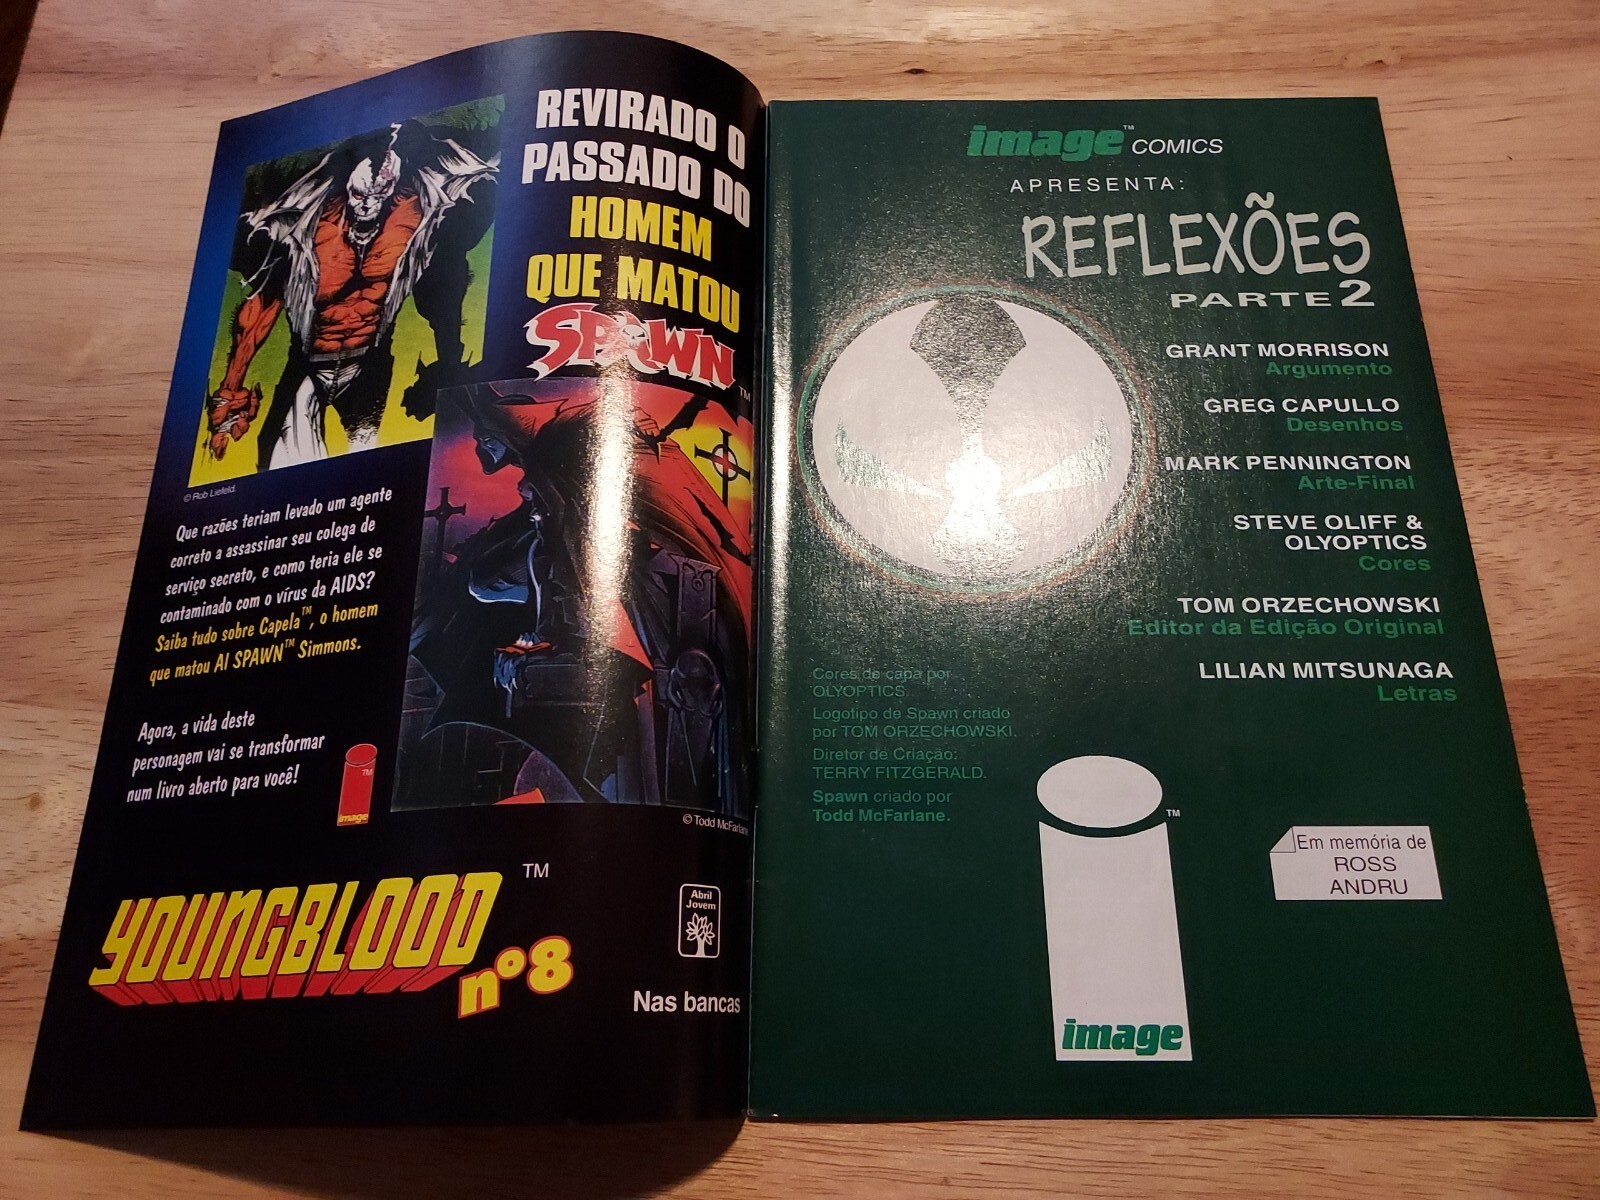 REVIRADO O
PASSADO DO
HOMEM
QUE MATOU
SPAWN
TM
© Rob Liefeld.
Que razões teriam levado um agente
correto a assassinar seu colega de
serviço secreto, e como teria ele se
contaminado com o vírus da AIDS?
Saiba tudo sobre Capela™, o homem
que matou Al SPAWN™ Simmons.
Agora, a vida deste
personagem vai se transformar
num livro aberto para você!
TM
image
© Todd McFarlane
YOUNGBLOOD TM
nº8
Abril
Jovem
Nas bancas
image™ COMICS
APRESENTA:
REFLEXÕES
PARTE 2
GRANT MORRISON
Argumento
GREG CAPULLO
Desenhos
MARK PENNINGTON
Arte-Final
STEVE OLIFF &
OLYOPTICS
Cores
TOM ORZECHOWSKI
Editor da Edição Original
LILIAN MITSUNAGA
Letras
Cores de capa por
OLYOPTICS.
Logotipo de Spawn criado
por TOM ORZECHOWSKI.
Diretor de Criação:
TERRY FITZGERALD.
Spawn criado por
Todd McFarlane.
TM
image
Em memória de
ROSS
ANDRU